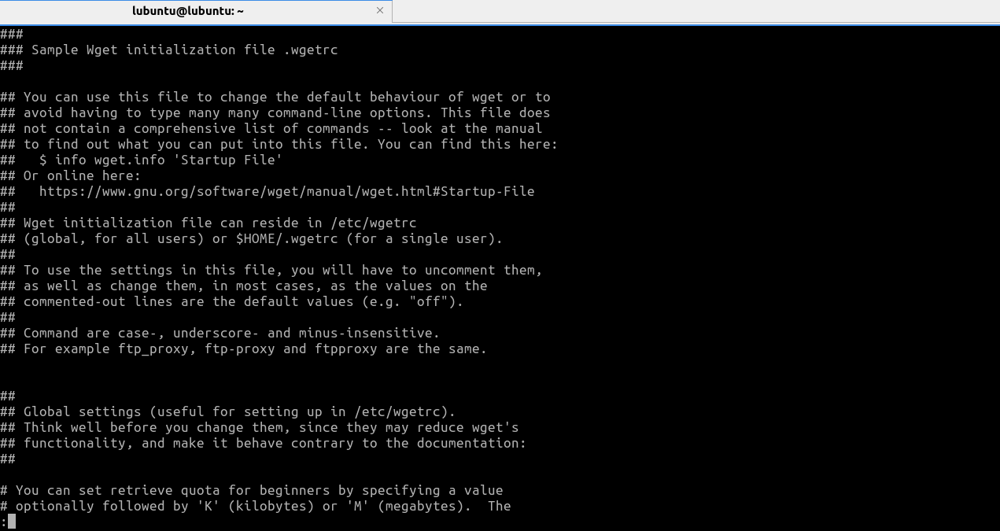 lubuntu@lubuntu: ~
###
### Sample Wget initialization file .wgetrc
###
## You can use this file to change the default behaviour of wget or to
## avoid having to type many many command-line options. This file does
## not contain a comprehensive list of commands -- look at the manual
## to find out what you can put into this file. You can find this here:
##   $ info wget.info 'Startup File'
## Or online here:
##   https://www.gnu.org/software/wget/manual/wget.html#Startup-File
##
## Wget initialization file can reside in /etc/wgetrc
## (global, for all users) or $HOME/.wgetrc (for a single user).
##
## To use the settings in this file, you will have to uncomment them,
## as well as change them, in most cases, as the values on the
## commented-out lines are the default values (e.g. "off").
##
## Command are case-, underscore- and minus-insensitive.
## For example ftp_proxy, ftp-proxy and ftpproxy are the same.
##
## Global settings (useful for setting up in /etc/wgetrc).
## Think well before you change them, since they may reduce wget's
## functionality, and make it behave contrary to the documentation:
##
# You can set retrieve quota for beginners by specifying a value
# optionally followed by 'K' (kilobytes) or 'M' (megabytes).  The
: